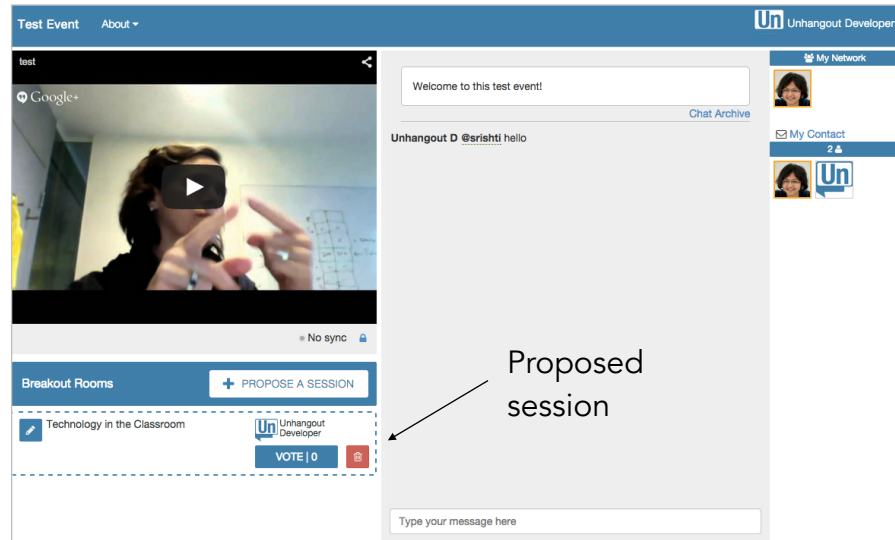 Test Event About
Un Unhangout Developer
test
Google+
No sync
Breakout Rooms
PROPOSE A SESSION
Technology in the Classroom
Un Unhangout
Developer
VOTE | 0
Welcome to this test event!
Chat Archive
Unhangout D @srishti hello
Proposed
session
Type your message here
My Network
My Contact
2
Un